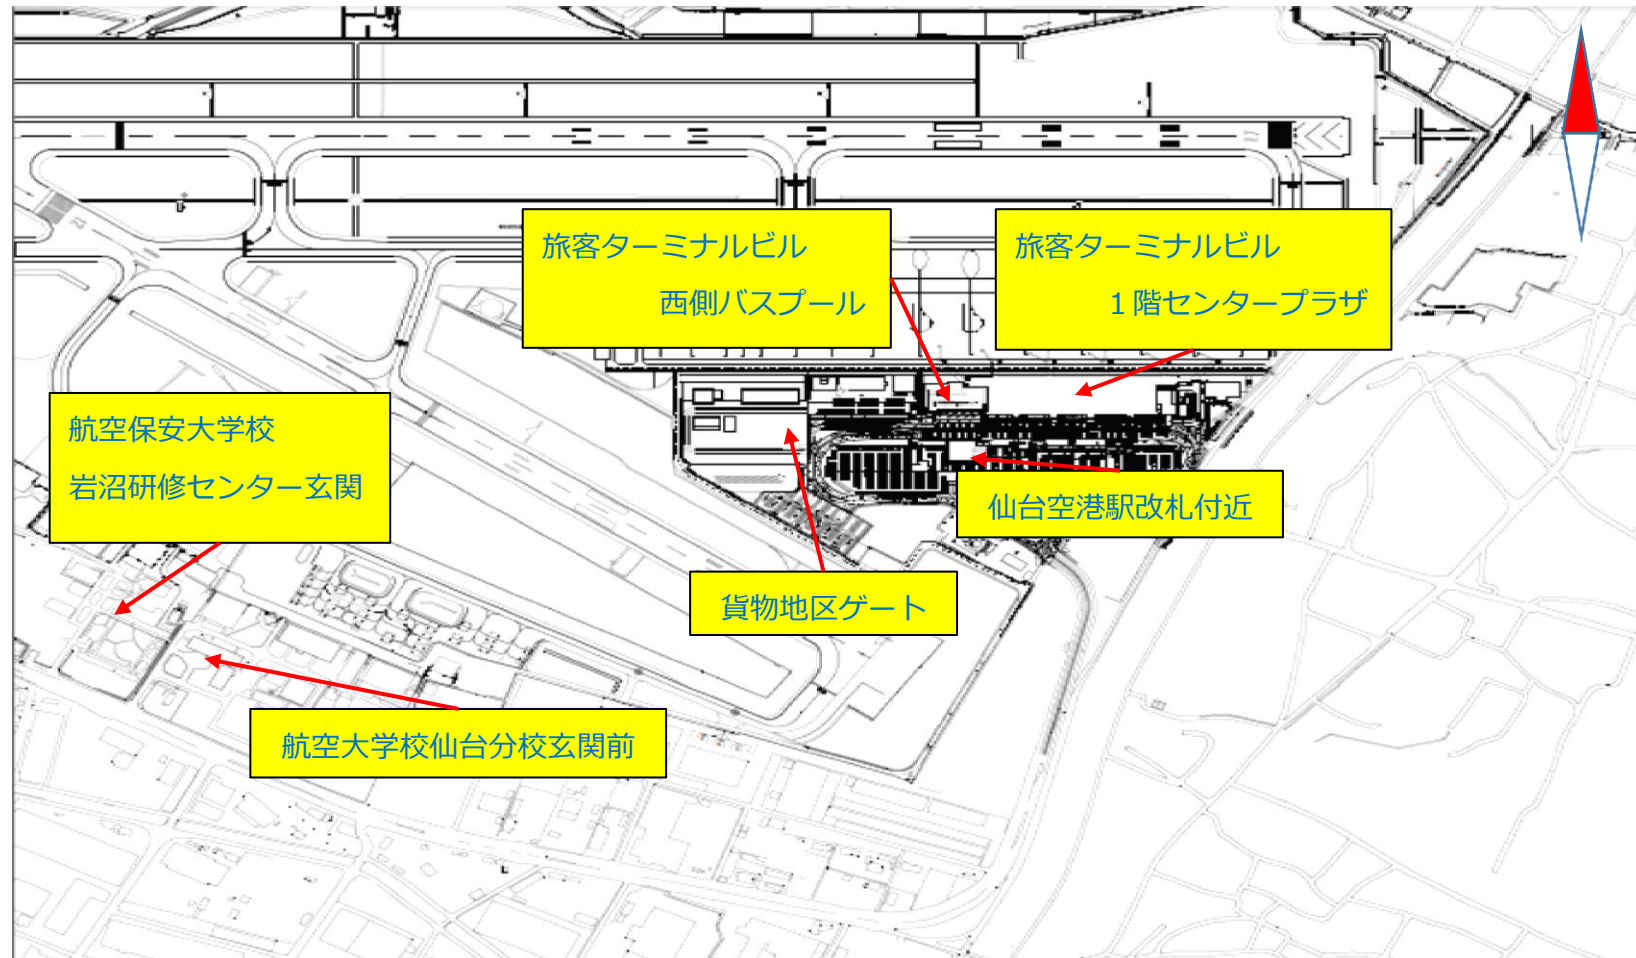 旅客ターミナルビル
西側バスプール
旅客ターミナルビル
１階センタープラザ
航空保安大学校
岩沼研修センター玄関
仙台空港駅改札付近
貨物地区ゲート
航空大学校仙台分校玄関前